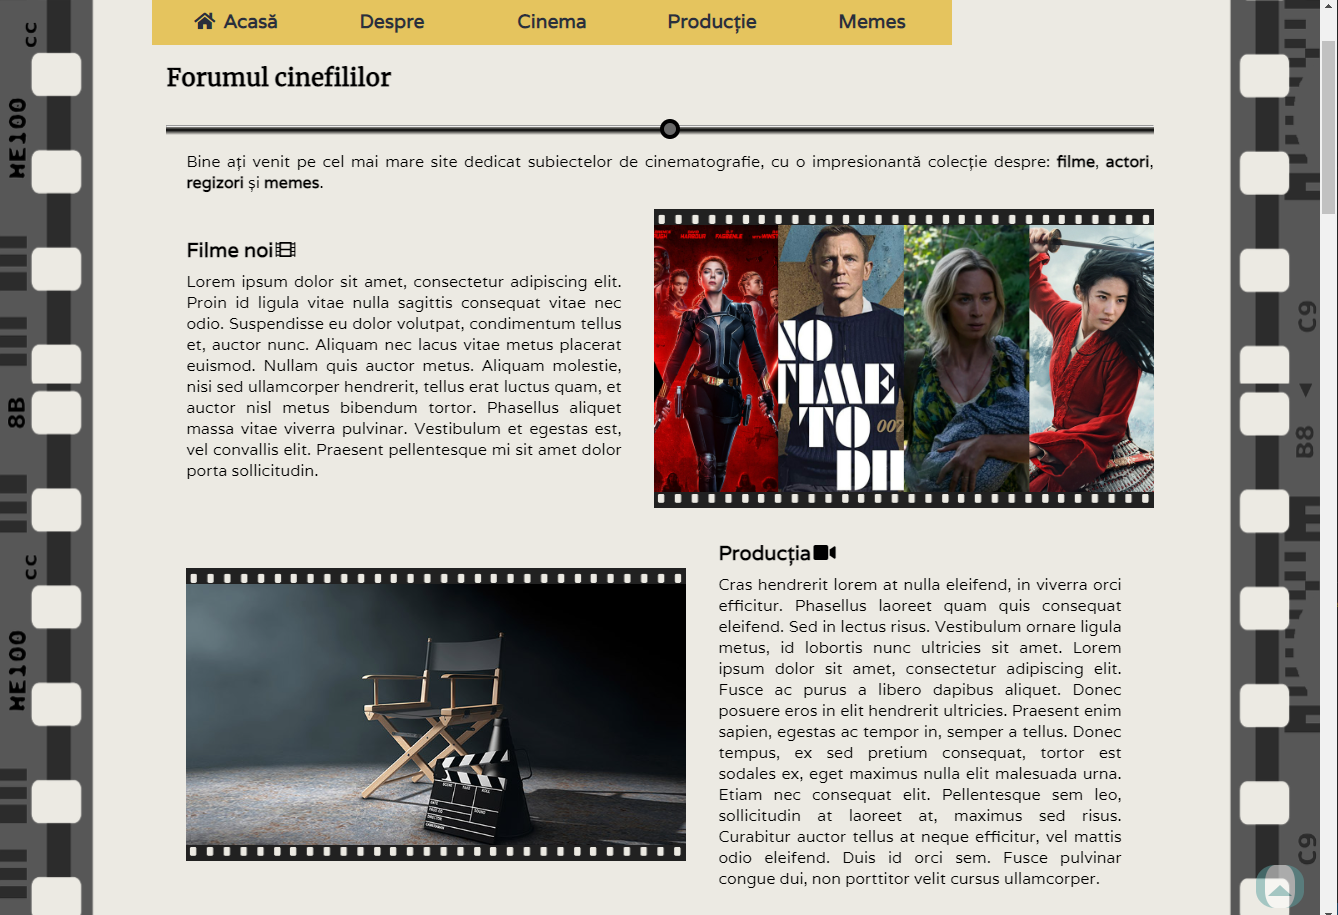 Acasă Despre Cinema Producție Memes
Forumul cinefililor
Bine ați venit pe cel mai mare site dedicat subiectelor de cinematografie, cu o impresionantă colecție despre: filme, actori,
regizori și memes.
Filme noi
Lorem ipsum dolor sit amet, consectetur adipiscing elit.
Proin id ligula vitae nulla sagittis consequat vitae nec
odio. Suspendisse eu dolor volutpat, condimentum tellus
et, auctor nunc. Aliquam nec lacus vitae metus placerat
euismod. Nullam quis auctor metus. Aliquam molestie,
nisi sed ullamcorper hendrerit, tellus erat luctus quam, et
auctor nisl metus bibendum tortor. Phasellus aliquet
massa vitae viverra pulvinar. Vestibulum et egestas est,
vel convallis elit. Praesent pellentesque mi sit amet dolor
porta sollicitudin.
NO
TIME
TO
007
Producția
Cras hendrerit lorem at nulla eleifend, in viverra orci
efficitur. Phasellus laoreet quam quis consequat
eleifend. Sed in lectus risus. Vestibulum ornare ligula
metus, id lobortis nunc ultricies sit amet. Lorem
ipsum dolor sit amet, consectetur adipiscing elit.
Fusce ac purus a libero dapibus aliquet. Donec
posuere eros in elit hendrerit ultricies. Praesent enim
sapien, egestas ac tempor in, semper a tellus. Donec
tempus, ex sed pretium consequat, tortor est
sodales ex, eget maximus nulla elit malesuada urna.
Etiam nec consequat elit. Pellentesque sem leo,
sollicitudin at laoreet at, maximus sed risus.
Curabitur auctor tellus at neque efficitur, vel mattis
odio eleifend. Duis id orci sem. Fusce pulvinar
congue dui, non porttitor velit cursus ullamcorper.
cc
HE100
8B
cc
HE100
C9
B8
C9